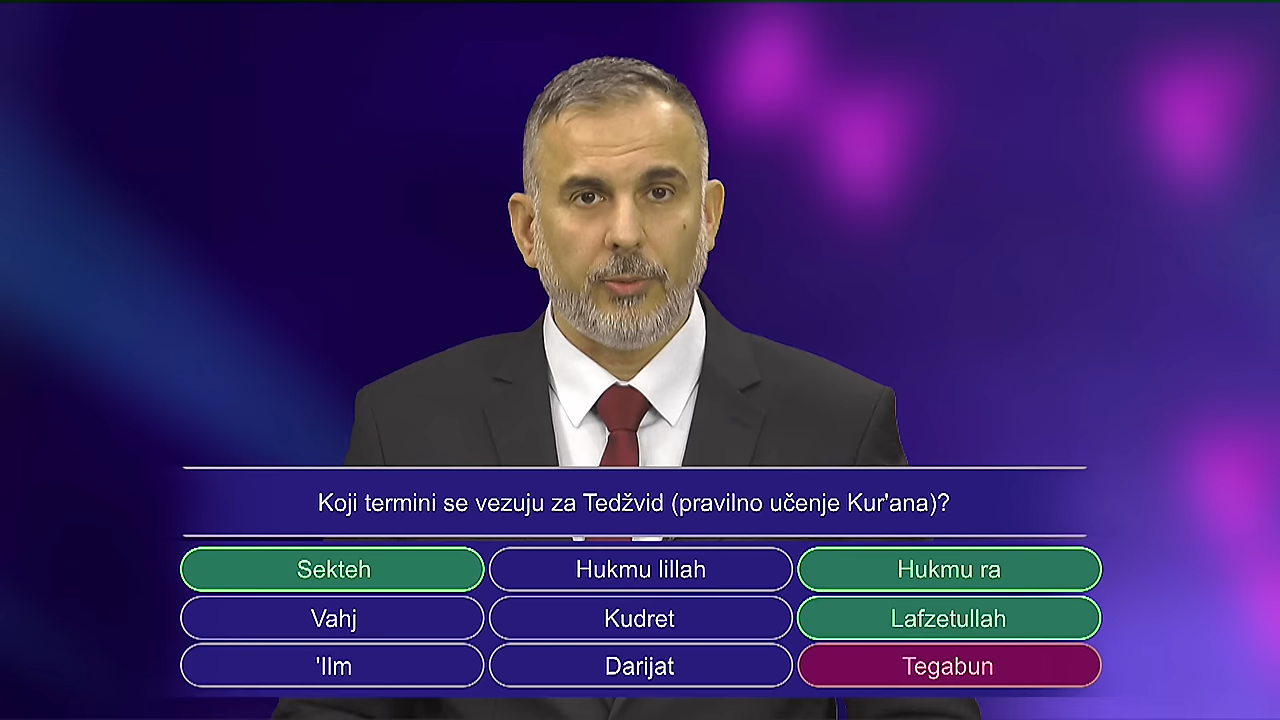 Koji termini se vezuju za Tedžvid (pravilno učenje Kur'ana)?
Sekteh
Hukmu lillah
Hukmu ra
Vahj
Kudret
Lafzetullah
'Ilm
Darijat
Tegabun